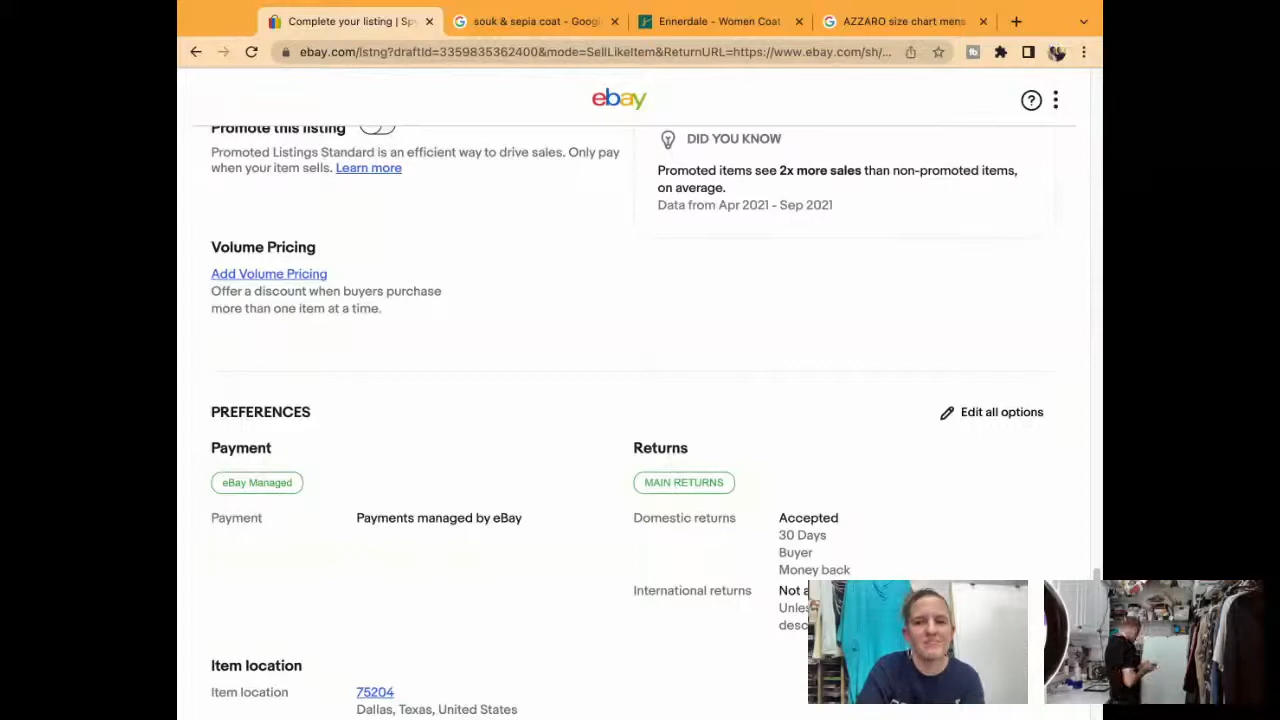 Complete your listing | Sp
souk & sepia coat - Googl
Ennerdale - Women Coat
AZZARO size chart mens
ebay.com/lstng?draftId=3359835362400&mode=SellLikeItem&ReturnURL=https://www.ebay.com/sh/...
ebay
Promote this listing
Promoted Listings Standard is an efficient way to drive sales. Only pay
when your item sells. Learn more
DID YOU KNOW
Promoted items see 2x more sales than non-promoted items,
on average.
Data from Apr 2021 - Sep 2021
Volume Pricing
Add Volume Pricing
Offer a discount when buyers purchase
more than one item at a time.
PREFERENCES
Edit all options
Payment
eBay Managed
Payment
Payments managed by eBay
Returns
MAIN RETURNS
Domestic returns
Accepted
30 Days
Buyer
Money back
International returns
Not a
Unles
desc
Item location
Item location
75204
Dallas, Texas, United States